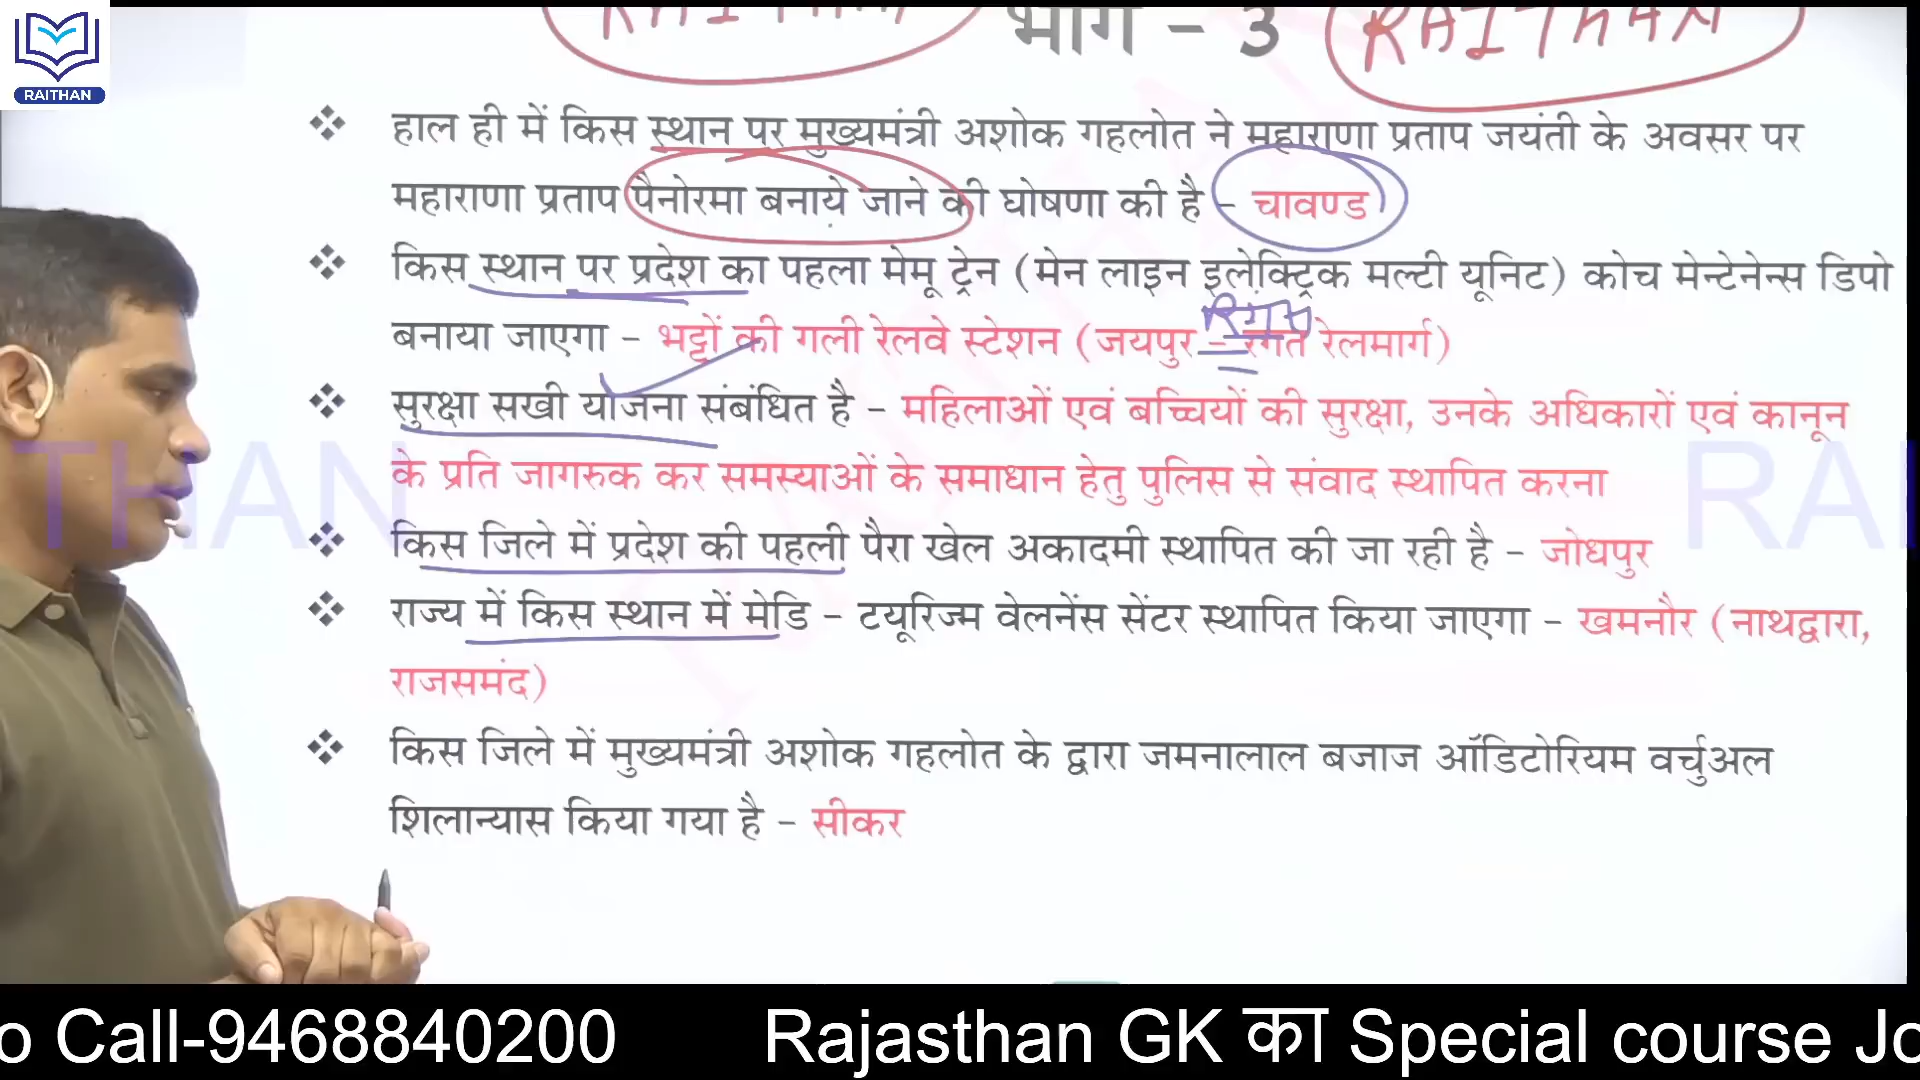 RAITHAN
भाग - 3
RAITHAN
RAITHAN
❖ हाल ही में किस स्थान पर मुख्यमंत्री अशोक गहलोत ने महाराणा प्रताप जयंती के अवसर पर
महाराणा प्रताप पैनोरमा बनाये जाने की घोषणा की है - चावण्ड
❖ किस स्थान पर प्रदेश का पहला मेमू ट्रेन (मेन लाइन इलेक्ट्रिक मल्टी यूनिट) कोच मेन्टेनेन्स डिपो
बनाया जाएगा - भट्टों की गली रेलवे स्टेशन (जयपुर - रंगत रेलमार्ग)
❖ सुरक्षा सखी योजना संबंधित है - महिलाओं एवं बच्चियों की सुरक्षा, उनके अधिकारों एवं कानून
के प्रति जागरुक कर समस्याओं के समाधान हेतु पुलिस से संवाद स्थापित करना
❖ किस जिले में प्रदेश की पहली पैरा खेल अकादमी स्थापित की जा रही है - जोधपुर
❖ राज्य में किस स्थान में मेडि - टयूरिज्म वेलनेंस सेंटर स्थापित किया जाएगा - खमनौर (नाथद्वारा,
राजसमंद)
❖ किस जिले में मुख्यमंत्री अशोक गहलोत के द्वारा जमनालाल बजाज ऑडिटोरियम वर्चुअल
शिलान्यास किया गया है - सीकर
THAN
RAI
o Call-9468840200 Rajasthan GK का Special course Jo